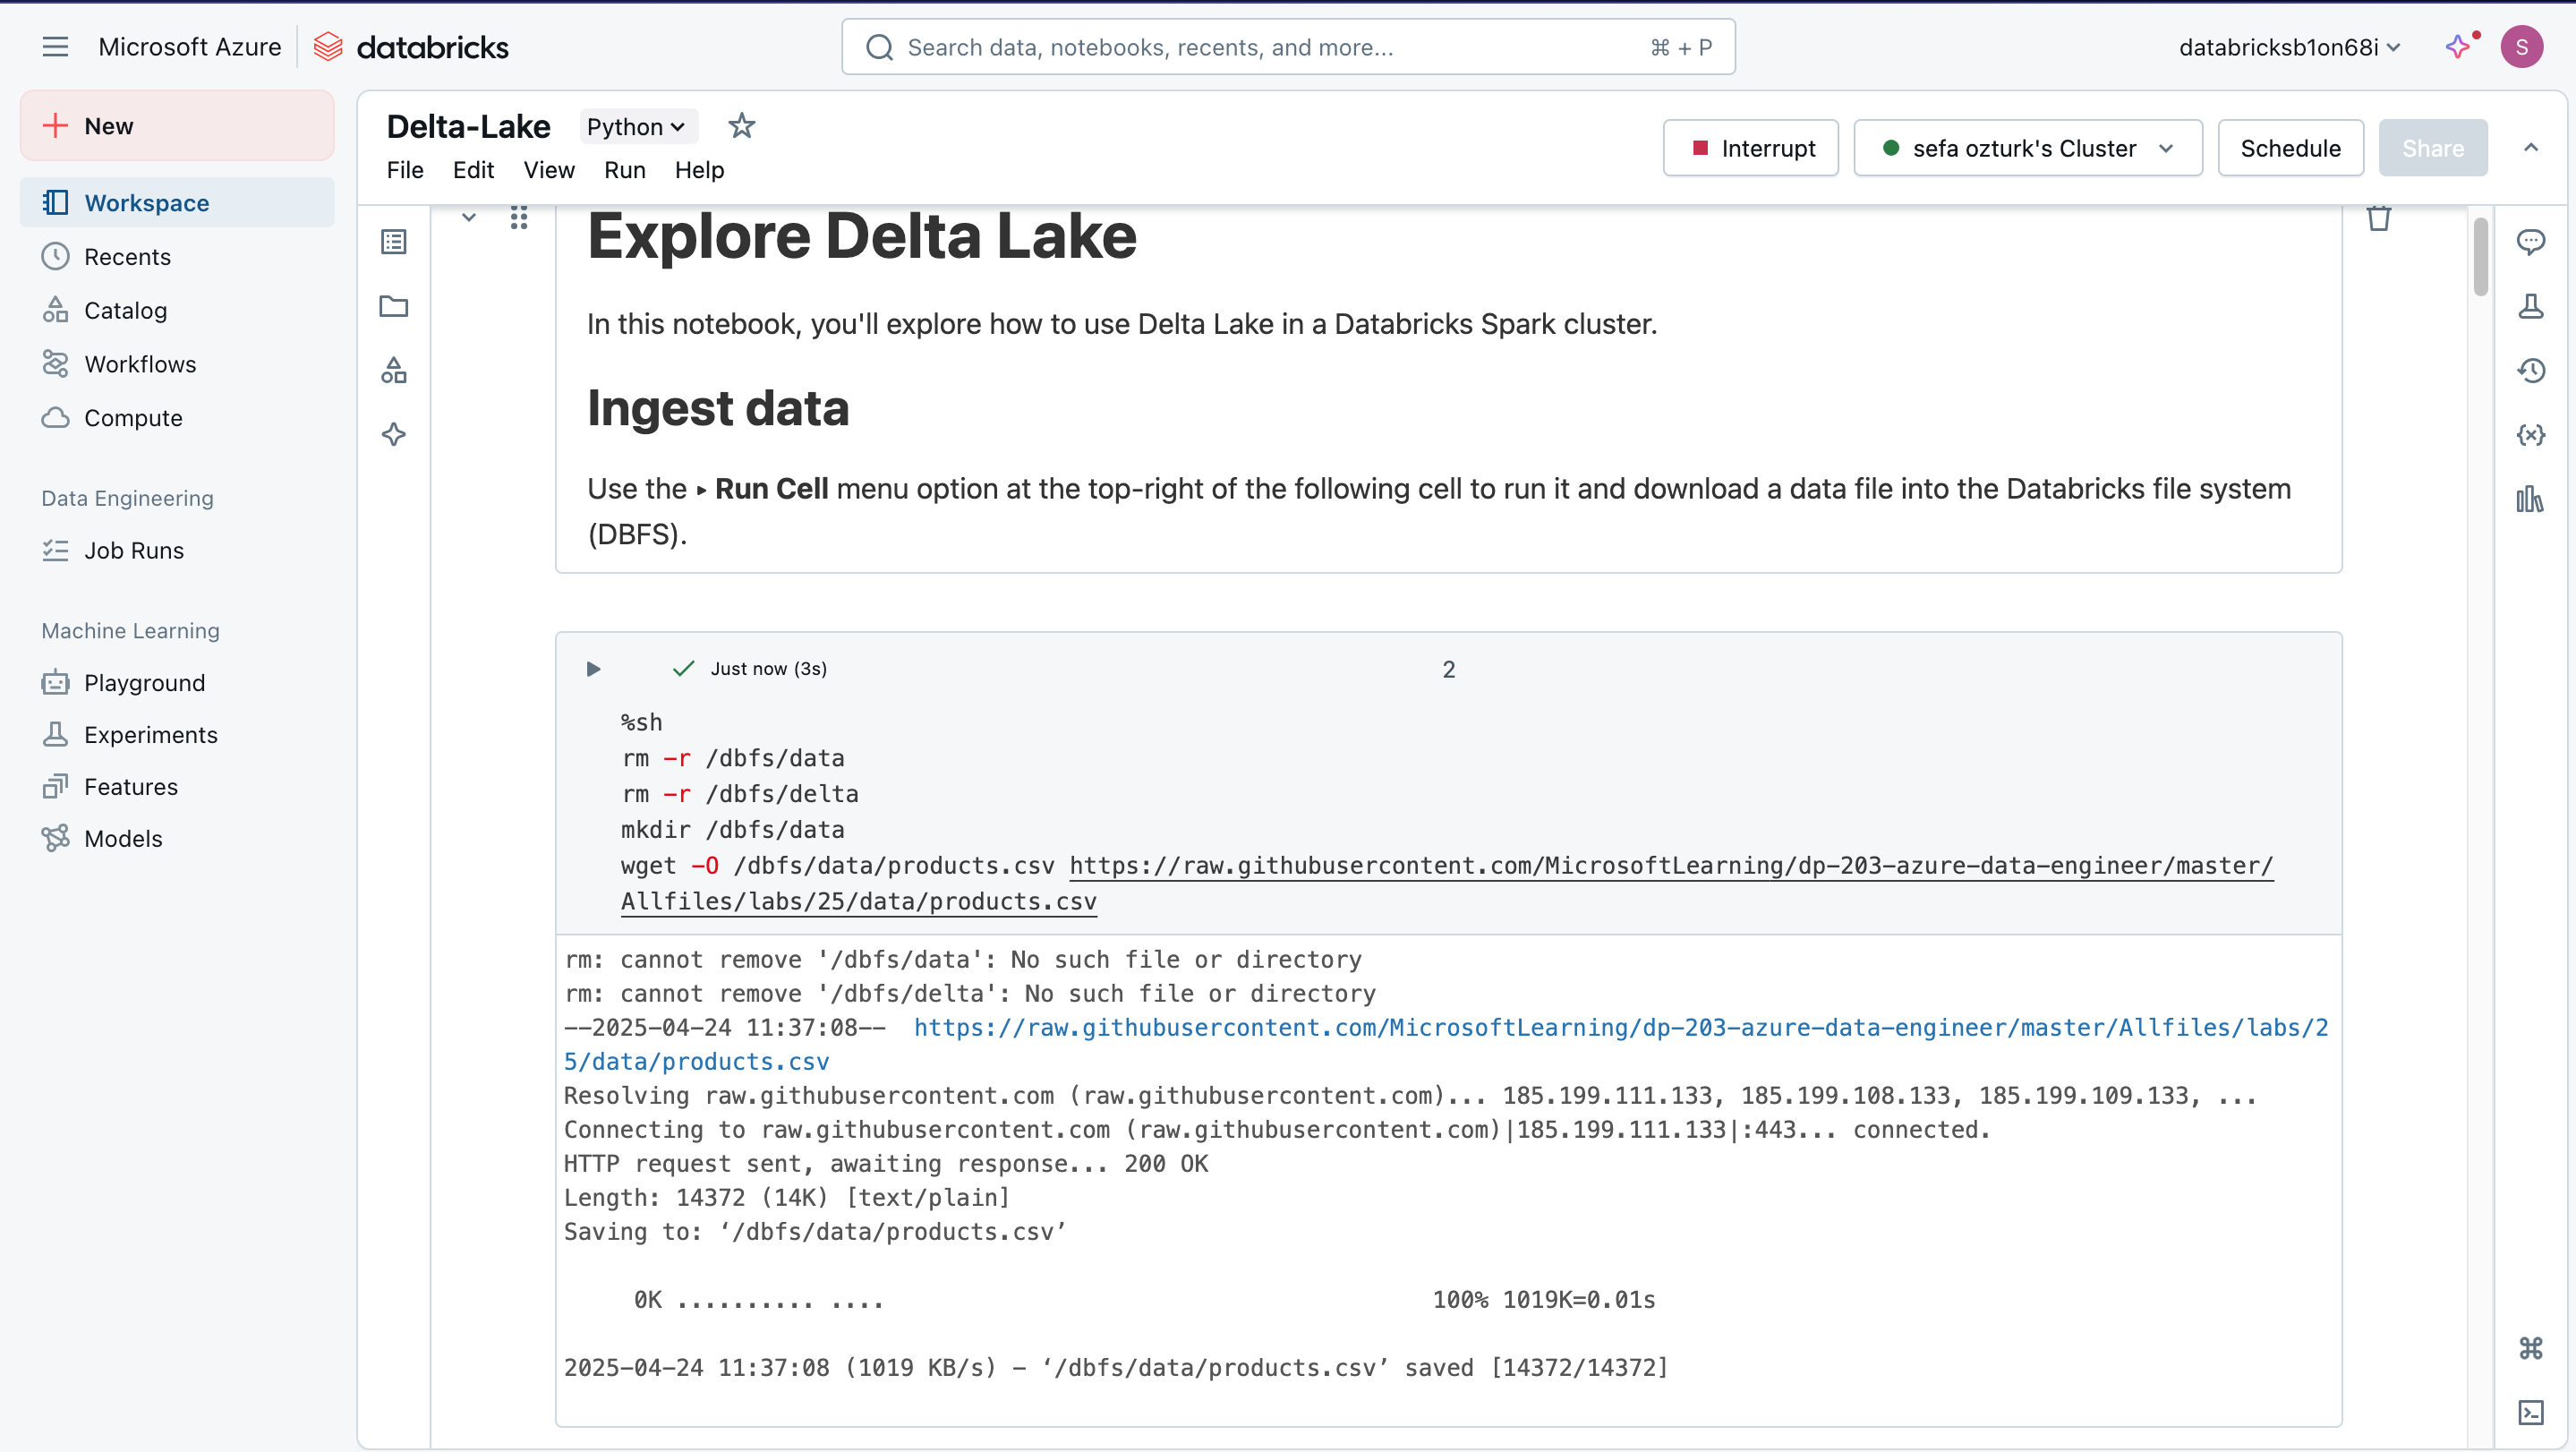 Microsoft Azure databricks
Search data, notebooks, recents, and more... ⌘ + P
databricksb1on68i
S
New
Workspace
Recents
Catalog
Workflows
Compute
Data Engineering
Job Runs
Machine Learning
Playground
Experiments
Features
Models
Delta-Lake Python
File Edit View Run Help
Interrupt
sefa ozturk's Cluster
Schedule
Share
Explore Delta Lake
In this notebook, you'll explore how to use Delta Lake in a Databricks Spark cluster.
Ingest data
Use the ▸ Run Cell menu option at the top-right of the following cell to run it and download a data file into the Databricks file system
(DBFS).
Just now (3s)
2
%sh
rm -r /dbfs/data
rm -r /dbfs/delta
mkdir /dbfs/data
wget -O /dbfs/data/products.csv https://raw.githubusercontent.com/MicrosoftLearning/dp-203-azure-data-engineer/master/
Allfiles/labs/25/data/products.csv
rm: cannot remove '/dbfs/data': No such file or directory
rm: cannot remove '/dbfs/delta': No such file or directory
--2025-04-24 11:37:08--  https://raw.githubusercontent.com/MicrosoftLearning/dp-203-azure-data-engineer/master/Allfiles/labs/2
5/data/products.csv
Resolving raw.githubusercontent.com (raw.githubusercontent.com)... 185.199.111.133, 185.199.108.133, 185.199.109.133, ...
Connecting to raw.githubusercontent.com (raw.githubusercontent.com)|185.199.111.133|:443... connected.
HTTP request sent, awaiting response... 200 OK
Length: 14372 (14K) [text/plain]
Saving to: ‘/dbfs/data/products.csv’
0K .......... .... 100% 1019K=0.01s
2025-04-24 11:37:08 (1019 KB/s) - ‘/dbfs/data/products.csv’ saved [14372/14372]